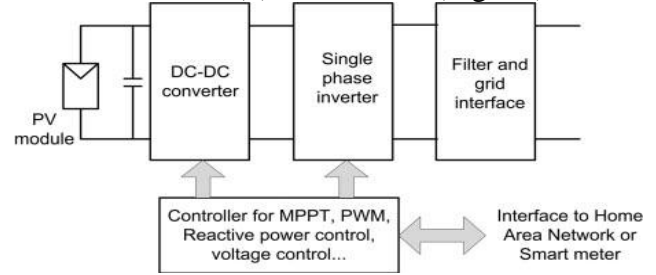 PV
module
DC-DC
converter
Single
phase
inverter
Filter and
grid
interface
Controller for MPPT, PWM,
Reactive power control,
voltage control...
Interface to Home
Area Network or
Smart meter